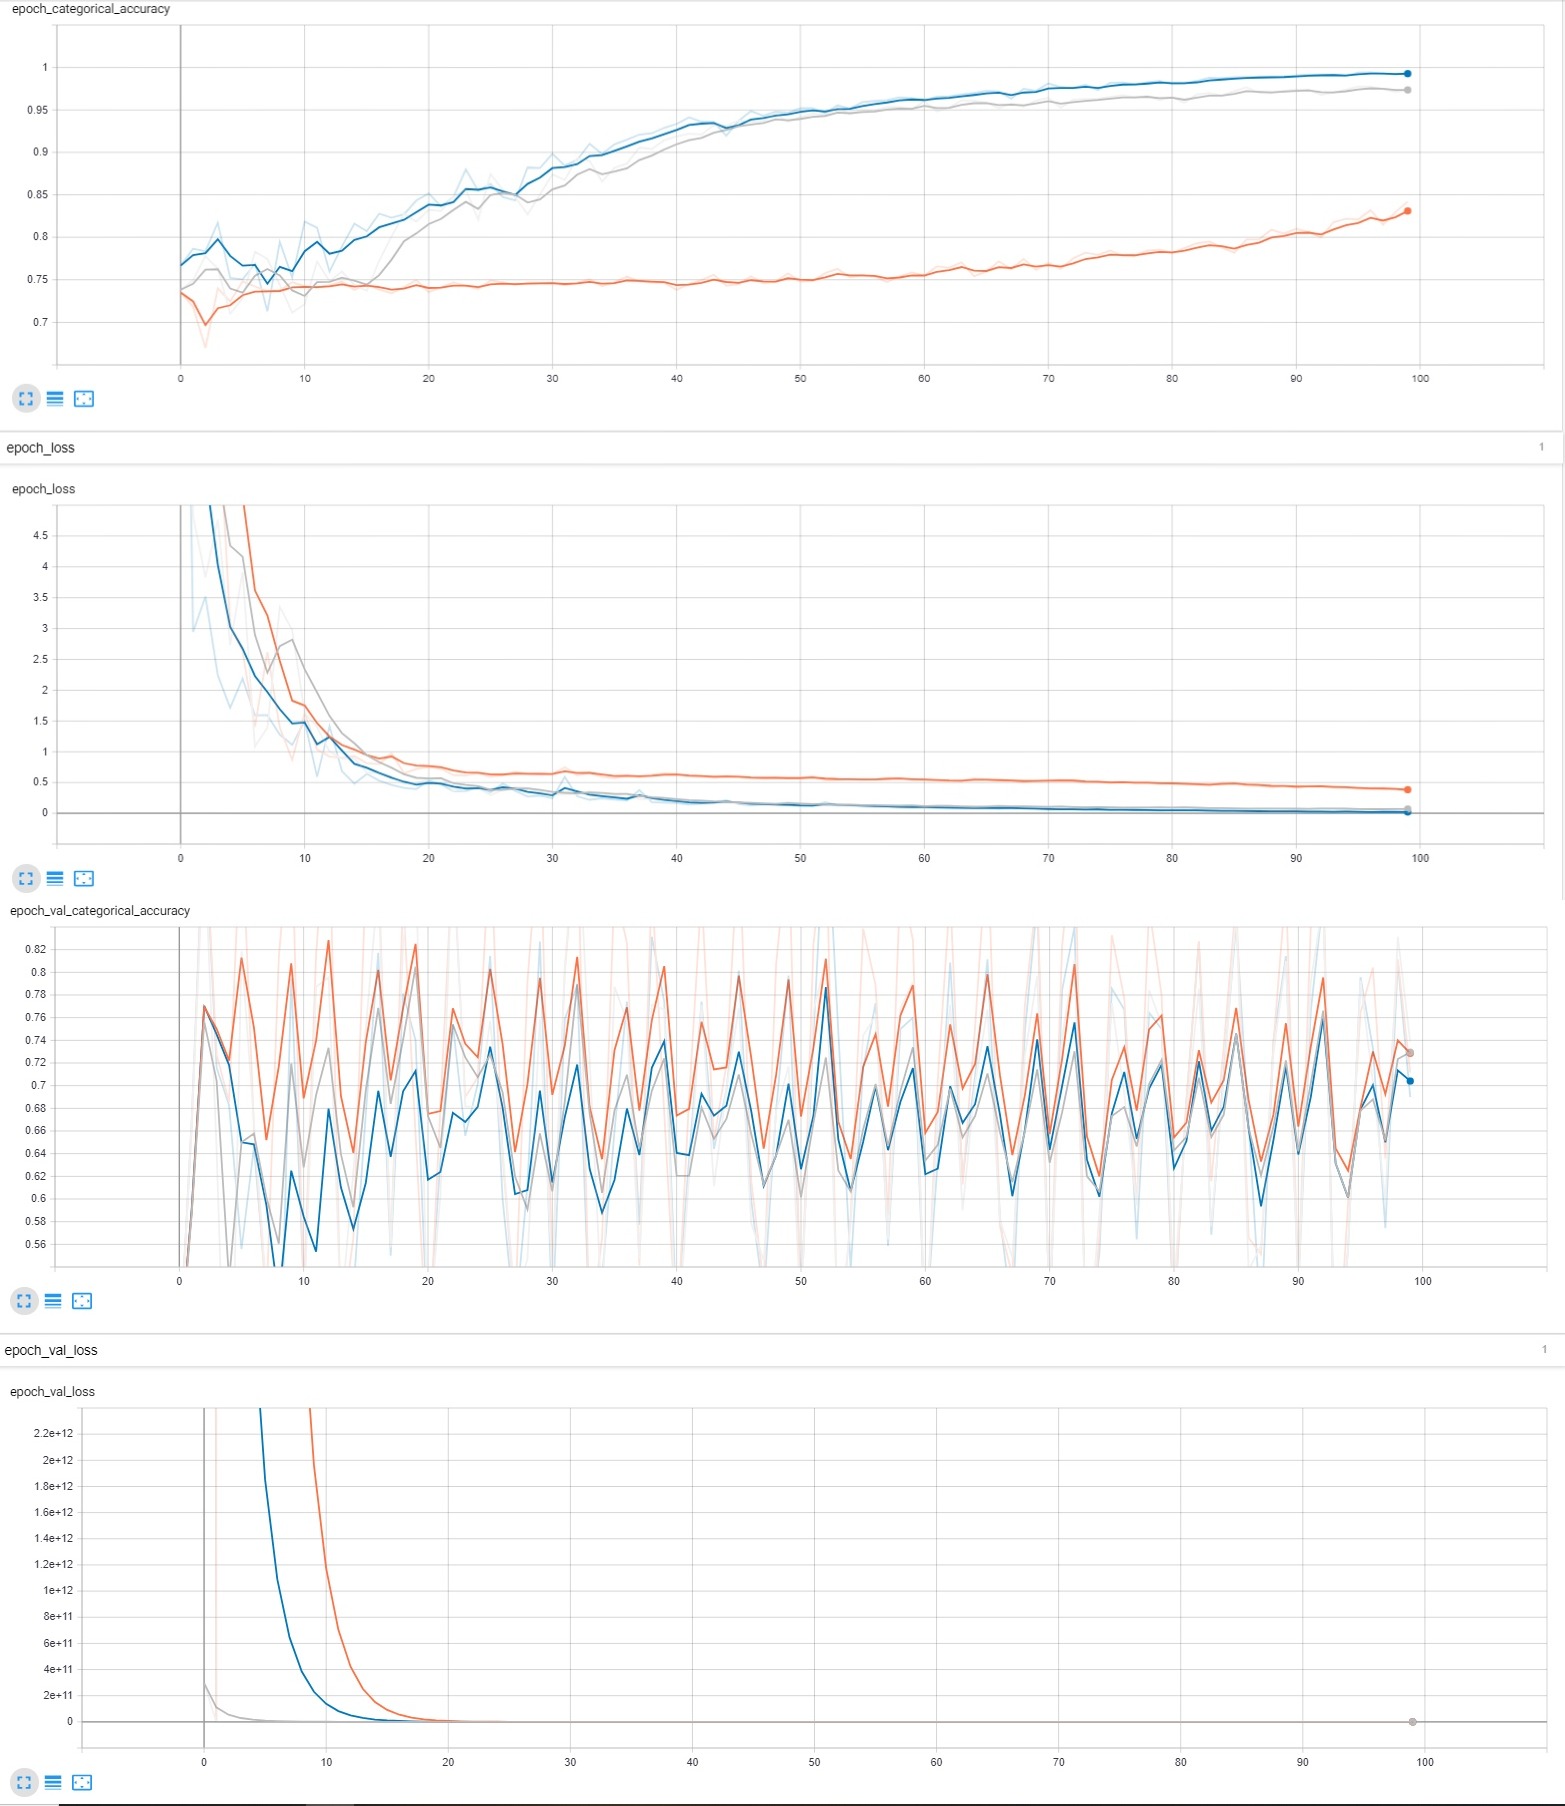 epoch_categorical_accuracy
1
0.95
0.9
0.85
0.8
0.75
0.7
0 10 20 30 40 50 60 70 80 90 100
epoch_loss 1
epoch_loss
4.5
4
3.5
3
2.5
2
1.5
1
0.5
0
0 10 20 30 40 50 60 70 80 90 100
epoch_val_categorical_accuracy
0.82
0.8
0.78
0.76
0.74
0.72
0.7
0.68
0.66
0.64
0.62
0.6
0.58
0.56
0 10 20 30 40 50 60 70 80 90 100
epoch_val_loss 1
epoch_val_loss
2.2e+12
2e+12
1.8e+12
1.6e+12
1.4e+12
1.2e+12
1e+12
8e+11
6e+11
4e+11
2e+11
0
0 10 20 30 40 50 60 70 80 90 100